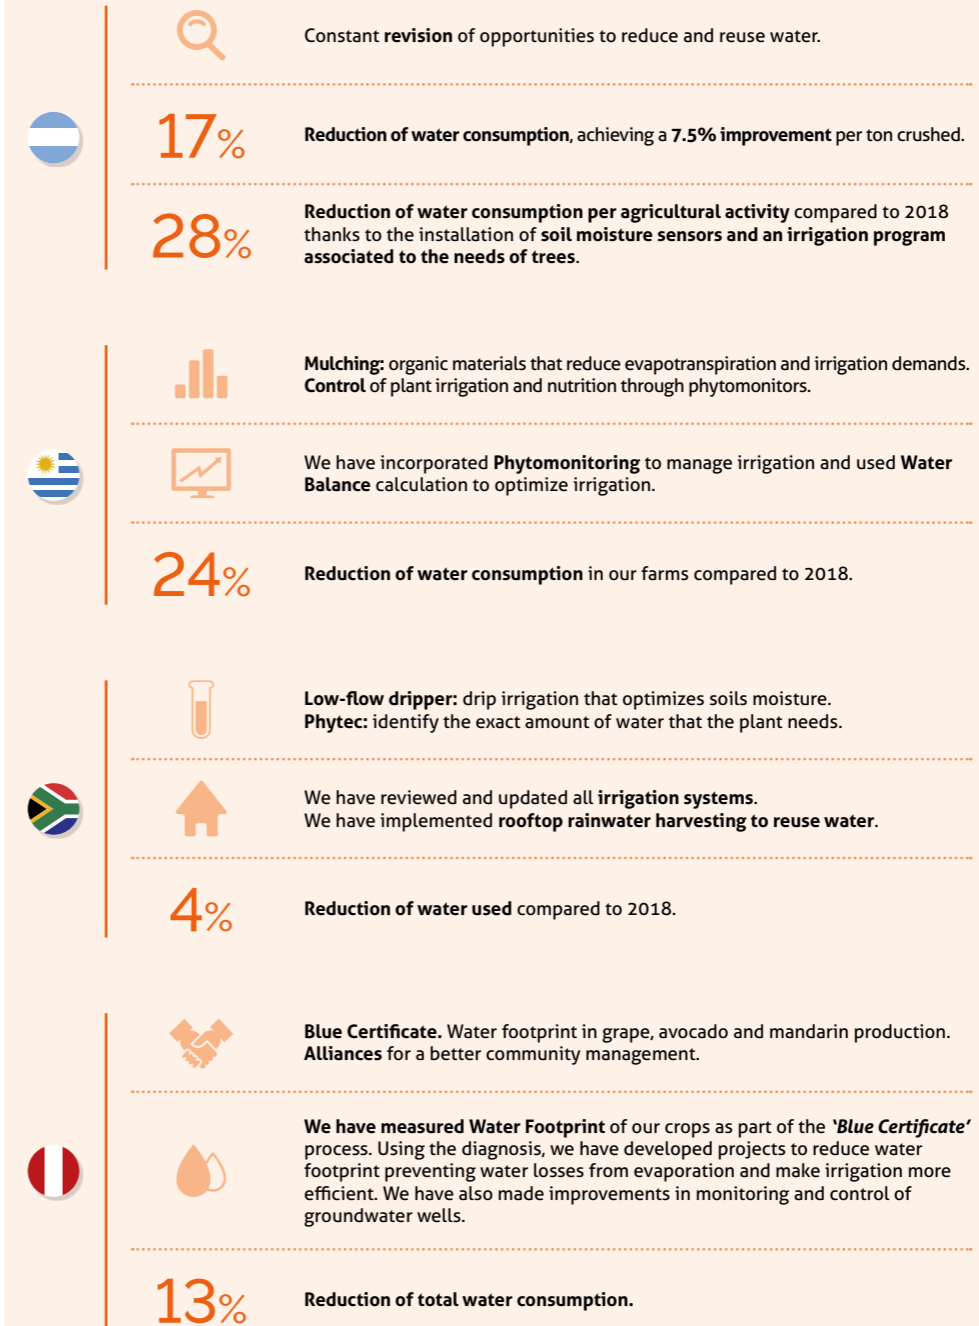 Constant revision of opportunities to reduce and reuse water.
17%
Reduction of water consumption, achieving a 7.5% improvement per ton crushed.
28%
Reduction of water consumption per agricultural activity compared to 2018
thanks to the installation of soil moisture sensors and an irrigation program
associated to the needs of trees.
Mulching: organic materials that reduce evapotranspiration and irrigation demands.
Control of plant irrigation and nutrition through phytomonitors.
We have incorporated Phytomonitoring to manage irrigation and used Water
Balance calculation to optimize irrigation.
24%
Reduction of water consumption in our farms compared to 2018.
Low-flow dripper: drip irrigation that optimizes soils moisture.
Phytec: identify the exact amount of water that the plant needs.
We have reviewed and updated all irrigation systems.
We have implemented rooftop rainwater harvesting to reuse water.
4%
Reduction of water used compared to 2018.
Blue Certificate. Water footprint in grape, avocado and mandarin production.
Alliances for a better community management.
We have measured Water Footprint of our crops as part of the ‘Blue Certificate’
process. Using the diagnosis, we have developed projects to reduce water
footprint preventing water losses from evaporation and make irrigation more
efficient. We have also made improvements in monitoring and control of
groundwater wells.
13%
Reduction of total water consumption.